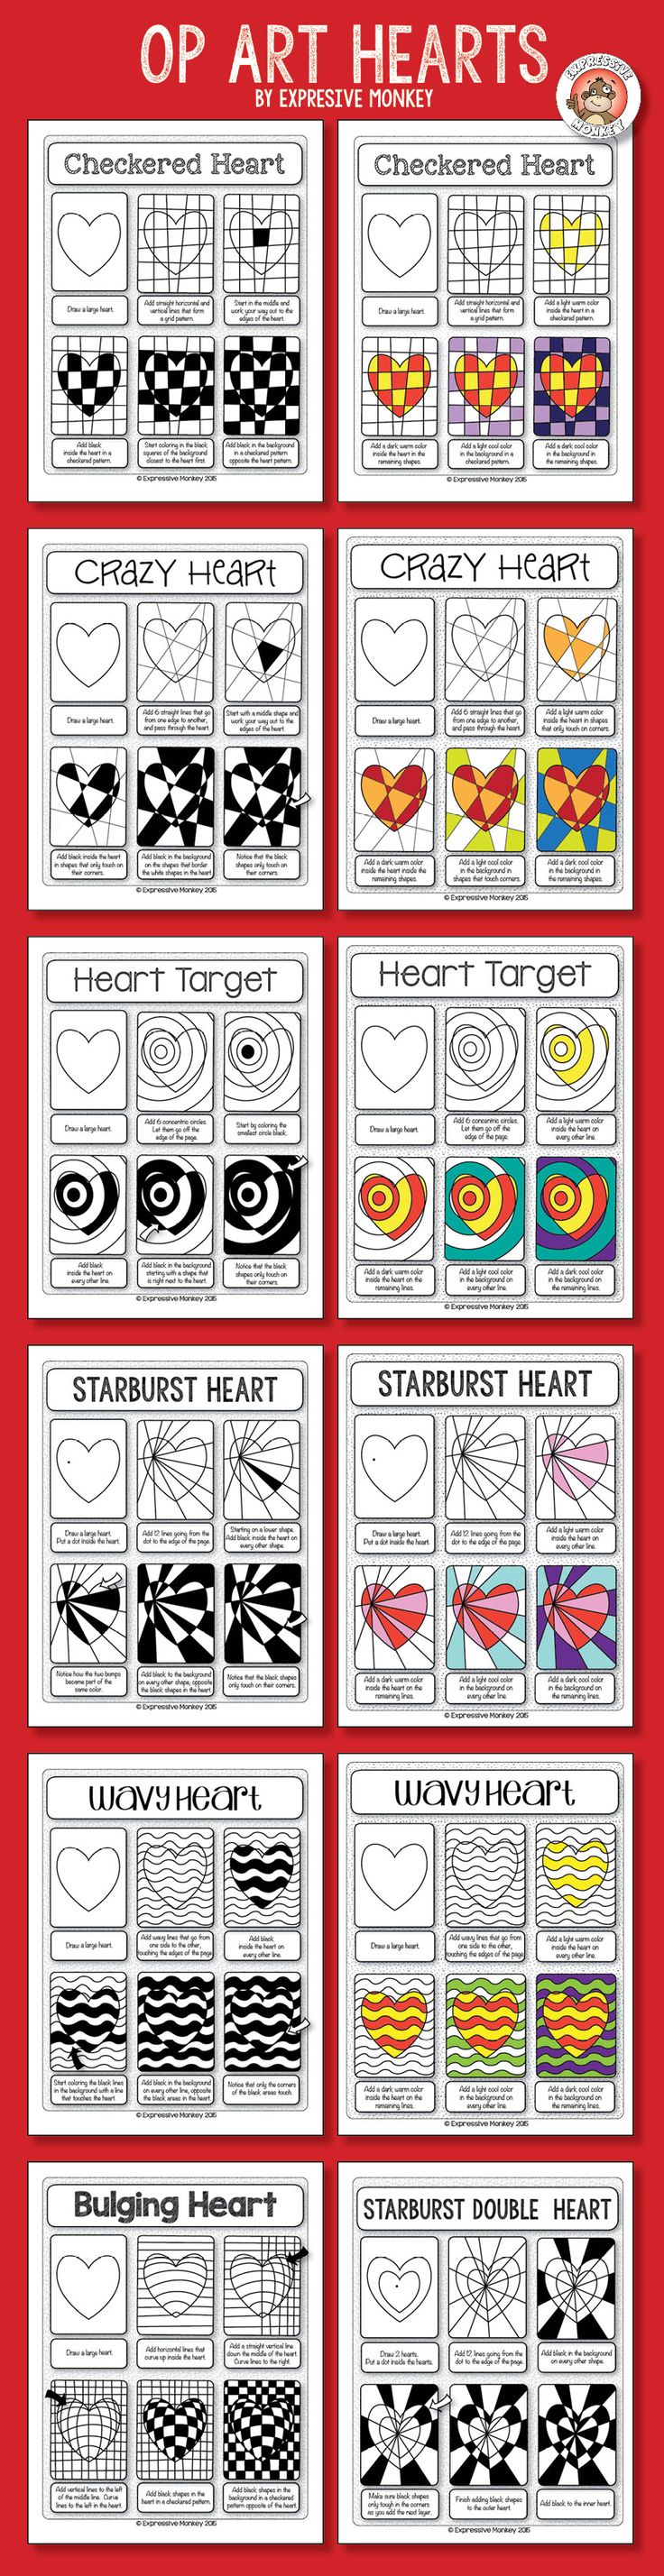 OP ART HEARTS
BY EXPRESIVE MONKEY
EXPRESSIVE
MONKEY
Checkered Heart
Draw a large heart.
Add straight horizontal and
vertical lines that form
a grid pattern.
Start in the middle and
work your way out to the
edges of the heart.
Add black
inside the heart in a
checkered pattern.
Start coloring in the black
squares of the background
closest to the heart first.
Add black in the background
in a checkered pattern
opposite the heart pattern.
© Expressive Monkey 2015
Checkered Heart
Draw a large heart.
Add straight horizontal and
vertical lines that form
a grid pattern.
Add a light warm color
inside the heart in a
checkered pattern.
Add a dark warm color
inside the heart in the
remaining shapes.
Add a light cool color
in the background in a
checkered pattern.
Add a dark cool color
in the background in
the remaining shapes.
© Expressive Monkey 2015
CRAZY HEART
Draw a large heart.
Add 6 straight lines that go
from one edge to another,
and pass through the heart.
Start with a middle shape and
work your way out to the
edges of the heart.
Add black inside the heart
in shapes that only touch on
their corners.
Add black in the background
on the shapes that border
the white shapes in the heart.
Notice that the black
shapes only touch on
their corners.
© Expressive Monkey 2015
CRAZY HEART
Draw a large heart.
Add 6 straight lines that go
from one edge to another,
and pass through the heart.
Add a light warm color
inside the heart in shapes
that only touch on corners.
Add a dark warm color
inside the heart inside the
remaining shapes.
Add a light cool color
in the background in
shapes that touch corners.
Add a dark cool color
in the background in
the remaining shapes.
© Expressive Monkey 2015
Heart Target
Draw a large heart.
Add 6 concentric circles.
Let them go off the
edge of the page.
Start by coloring the
smallest circle black.
Add black
inside the heart on
every other line.
Add black in the background
starting with a shape that
is right next to the heart.
Notice that the black
shapes only touch on
their corners.
© Expressive Monkey 2015
Heart Target
Draw a large heart.
Add 6 concentric circles.
Let them go off the
edge of the page.
Add a light warm color
inside the heart on
every other line.
Add a dark warm color
inside the heart on the
remaining lines.
Add a light cool color
in the background on
every other line.
Add a dark cool color
in the background on
the remaining lines.
© Expressive Monkey 2015
STARBURST HEART
Draw a large heart.
Put a dot inside the heart.
Add 12 lines going from the
dot to the edge of the page.
Starting on a lower shape.
Add black inside the heart on
every other shape.
Notice how the two bumps
became part of the
same color.
Add black to the background
on every other shape, opposite
the black shapes in the heart.
Notice that the black shapes
only touch on their corners.
© Expressive Monkey 2015
STARBURST HEART
Draw a large heart.
Put a dot inside the heart.
Add 12 lines going from the
dot to the edge of the page.
Add a light warm color
inside the heart on
every other line.
Add a dark warm color
inside the heart on the
remaining lines.
Add a light cool color
in the background on
every other line.
Add a dark cool color
in the background on
the remaining lines.
© Expressive Monkey 2015
WavyHeart
Draw a large heart.
Add wavy lines that go from
one side to the other,
touching the edges of the page.
Add black
inside the heart on
every other line.
Start coloring the black lines
in the background with a line
that touches the heart.
Add black in the background
on every other line, opposite
the black areas in the heart.
Notice that only the corners
of the black areas touch.
© Expressive Monkey 2015
WavyHeart
Draw a large heart.
Add wavy lines that go from
one side to the other,
touching the edges of the page.
Add a light warm color
inside the heart on
every other line.
Add a dark warm color
inside the heart on the
remaining lines.
Add a light cool color
in the background on
every other line.
Add a dark cool color
in the background on
the remaining lines.
© Expressive Monkey 2015
Bulging Heart
Draw a large heart.
Add horizontal lines that
curve up inside the heart.
Add a straight vertical line
down the middle of the heart.
Curve lines to the right.
Add vertical lines to the left
of the middle line. Curve
lines to the left in the heart.
Add black shapes in the
heart in a checkered pattern.
Add black shapes in the
background in a checkered
pattern opposite of the heart.
© Expressive Monkey 2015
STARBURST DOUBLE HEART
Draw 2 hearts.
Put a dot inside the hearts.
Add 12 lines going from the
dot to the edge of the page.
Add black in the background
on every other shape.
Make sure black shapes
only tough in the corners
as you add the next layer.
Finish adding black shapes
to the outer heart.
Add black to the inner heart.
© Expressive Monkey 2015